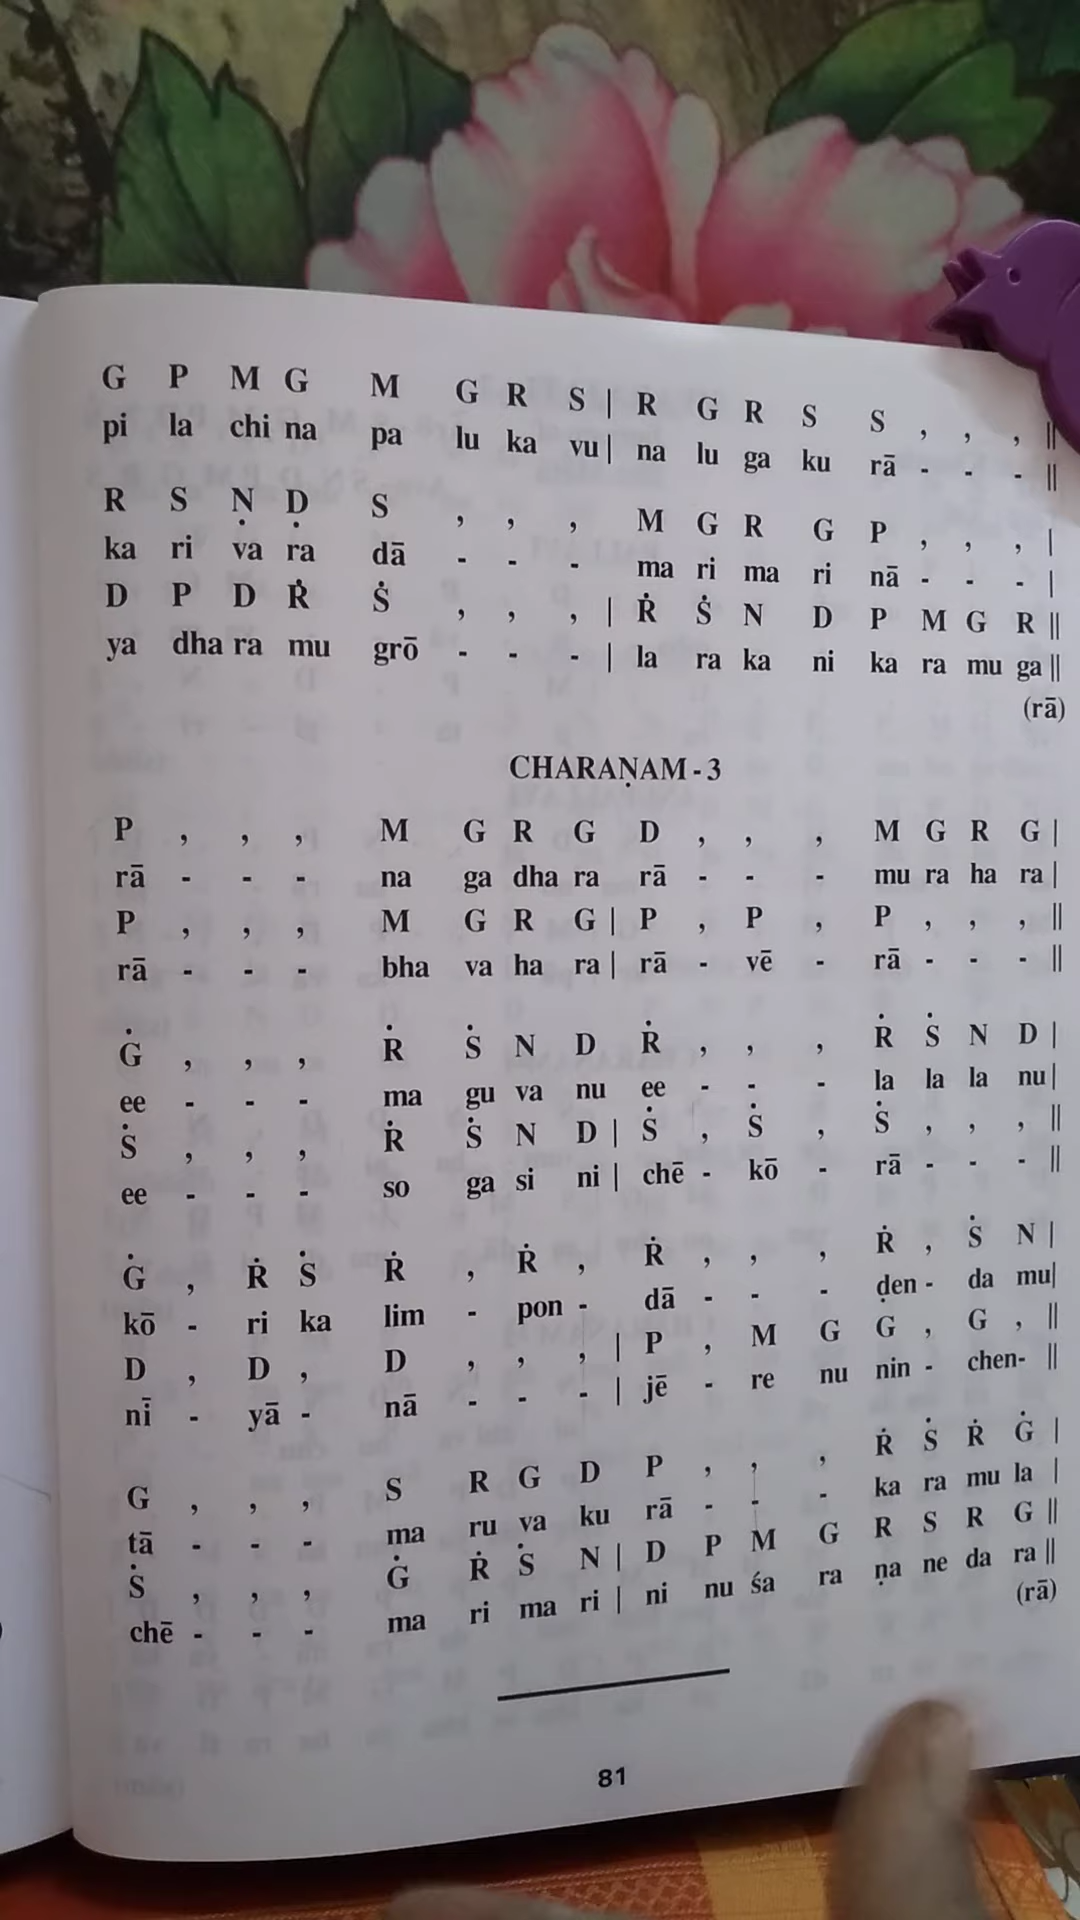 G P M G M G R S | R G R S S , , , ||
pi la chi na pa lu ka vu | na lu ga ku rā - - - ||
R S Ṇ Ḍ S , , , M G R G P , , , |
ka ri va ra dā - - - ma ri ma ri nā - - - |
D P D Ṙ Ṡ , , , | Ṙ Ṡ N D P M G R ||
ya dha ra mu grō - - - | la ra ka ni ka ra mu ga ||
(rā)
CHARAṆAM - 3
P , , , M G R G D , , , M G R G |
rā - - - na ga dha ra rā - - - mu ra ha ra |
P , , , M G R G | P , P , P , , , ||
rā - - - bha va ha ra | rā - vē - rā - - - ||
Ġ , , , Ṙ Ṡ N D Ṙ , , , Ṙ Ṡ N D |
ee - - - ma gu va nu ee - - - la la la nu |
Ṡ , , , Ṙ Ṡ N D | Ṡ , Ṡ , Ṡ , , , ||
ee - - - so ga si ni | chē - kō - rā - - - ||
Ġ , Ṙ Ṡ Ṙ , Ṙ , Ṙ , , , Ṙ , Ṡ N |
kō - ri ka lim - pon - dā - - - ḍen - da mu |
D , D , D , , , | P , M G G , G , ||
nī - yā - nā - - - | jē - re nu nin - chen- ||
G , , , S R G D P , , , Ṙ Ṡ Ṙ Ġ |
tā - - - ma ru va ku rā - - - ka ra mu la |
Ṡ , , , Ġ Ṙ Ṡ N | D P M G R S R G ||
chē - - - ma ri ma ri | ni nu śa ra ṇa ne da ra ||
(rā)
81